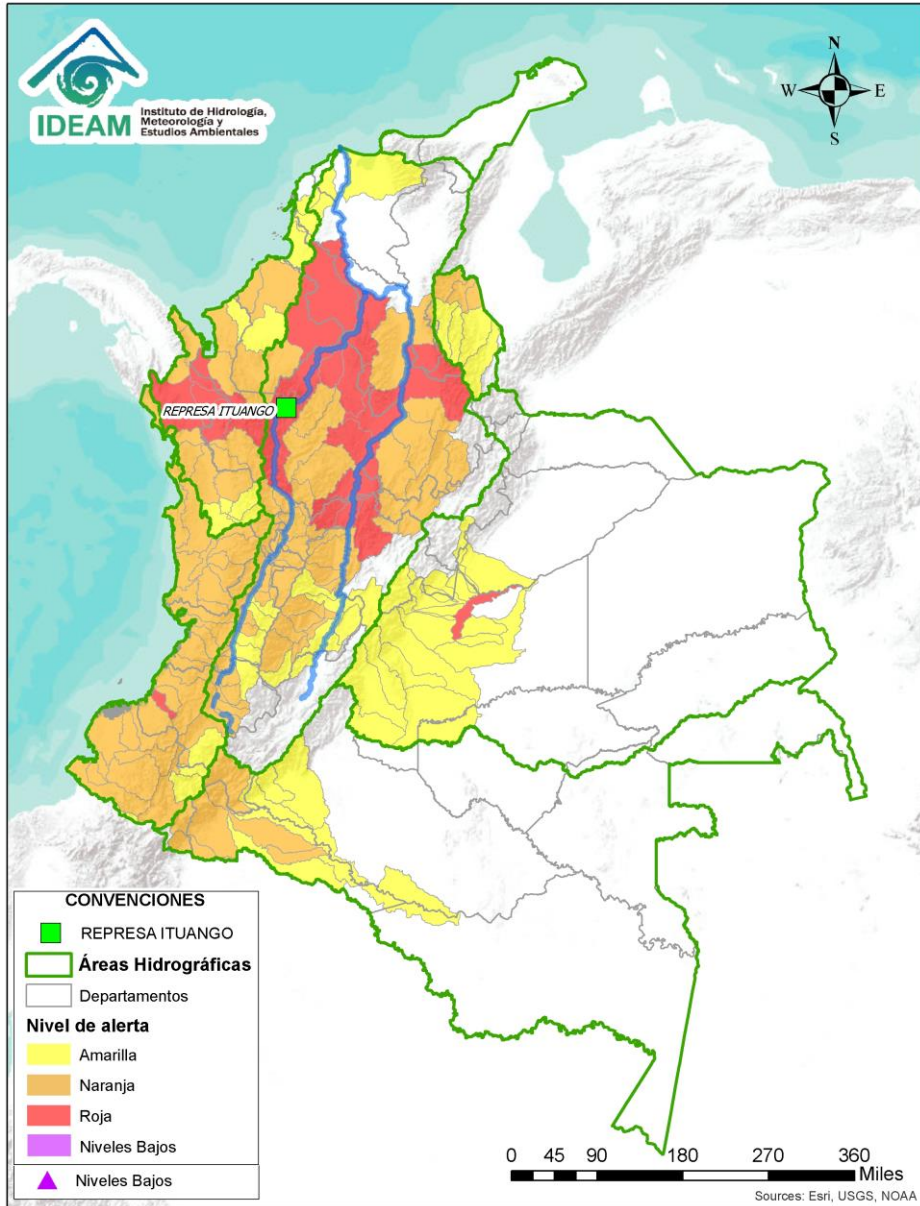 IDEAM
Instituto de Hidrología,
Meteorología y
Estudios Ambientales
N
W
E
S
REPRESA ITUANGO
CONVENCIONES
REPRESA ITUANGO
Áreas Hidrográficas
Departamentos
Nivel de alerta
Amarilla
Naranja
Roja
Niveles Bajos
Niveles Bajos
0 45 90 180 270 360
Miles
Sources: Esri, USGS, NOAA